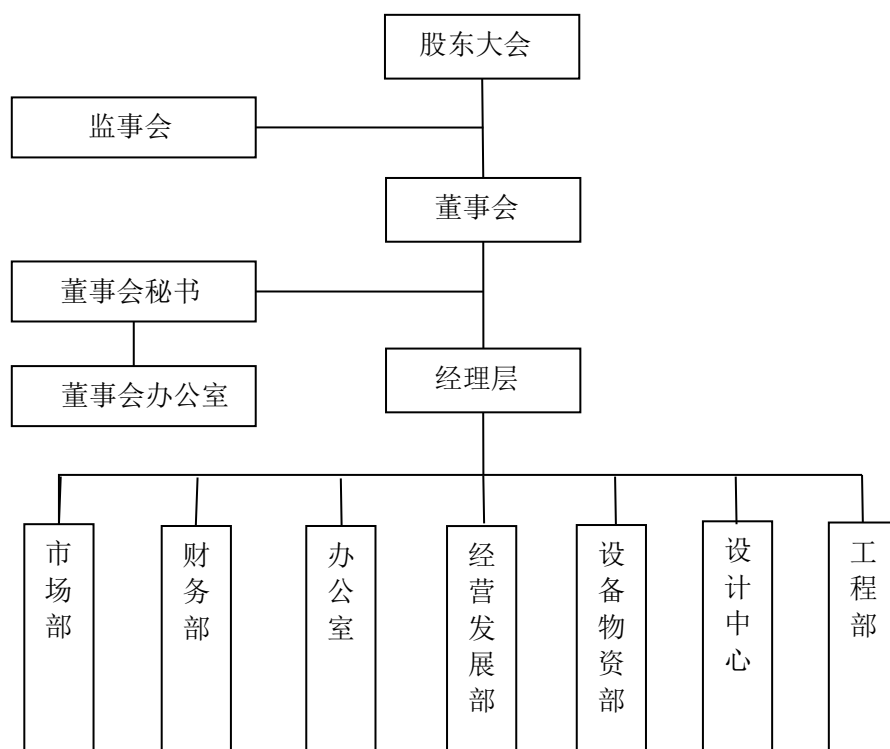 股东大会
监事会
董事会
董事会秘书
经理层
董事会办公室
市场部
财务部
办公室
经营发展部
设备物资部
设计中心
工程部